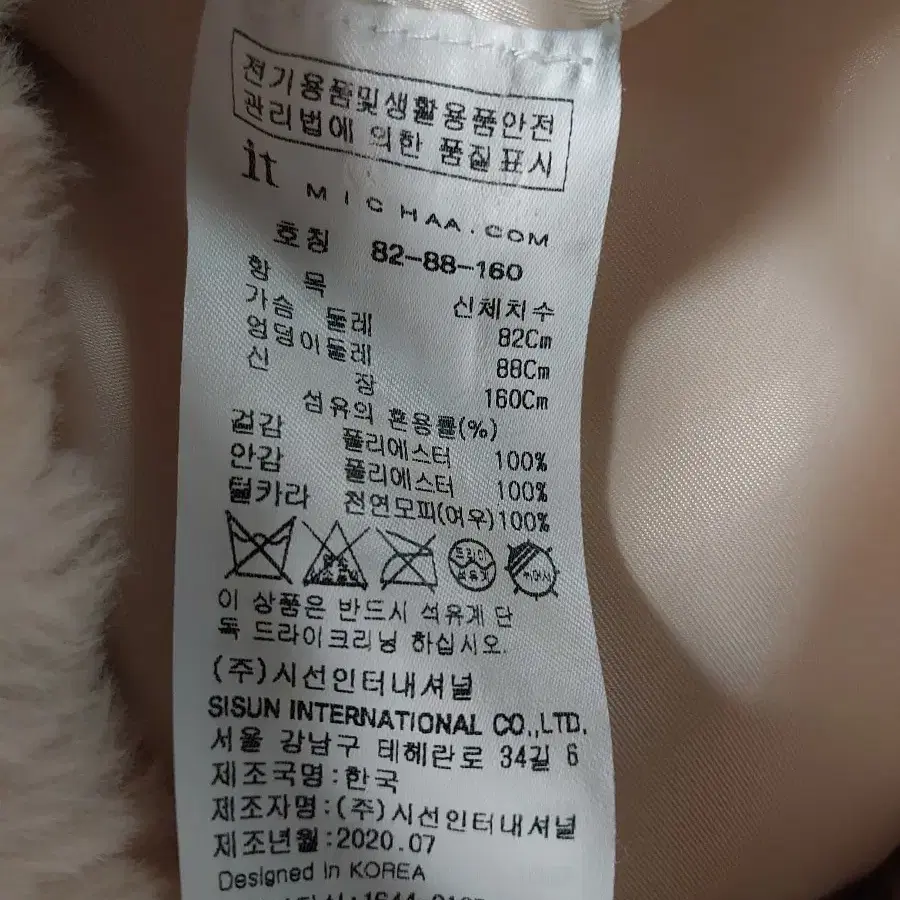 전기용품및생활용품안전
관리법에 의한 품질표시
it MICHAA.COM
호칭 82-88-160
항 목 신체치수
가슴 둘레 82Cm
엉덩이둘레 88Cm
신 장 160Cm
섬유의 혼용률(%)
겉감 폴리에스터 100%
안감 폴리에스터 100%
털카라 천연모피(여우)100%
드라이
석유계
이 상품은 반드시 석유계 단
독 드라이크리닝 하십시오.
(주)시선인터내셔널
SISUN INTERNATIONAL CO.,LTD.
서울 강남구 테헤란로 34길 6
제조국명:한국
제조자명:(주)시선인터내셔널
제조년월:2020.07
Designed in KOREA